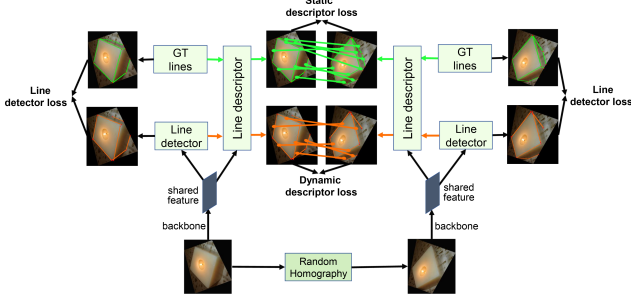 Static
descriptor loss
GT
lines
Line descriptor
Line descriptor
GT
lines
Line
detector loss
Line
detector loss
Line
detector
Line
detector
Dynamic
descriptor loss
shared
feature
shared
feature
backbone
backbone
Random
Homography